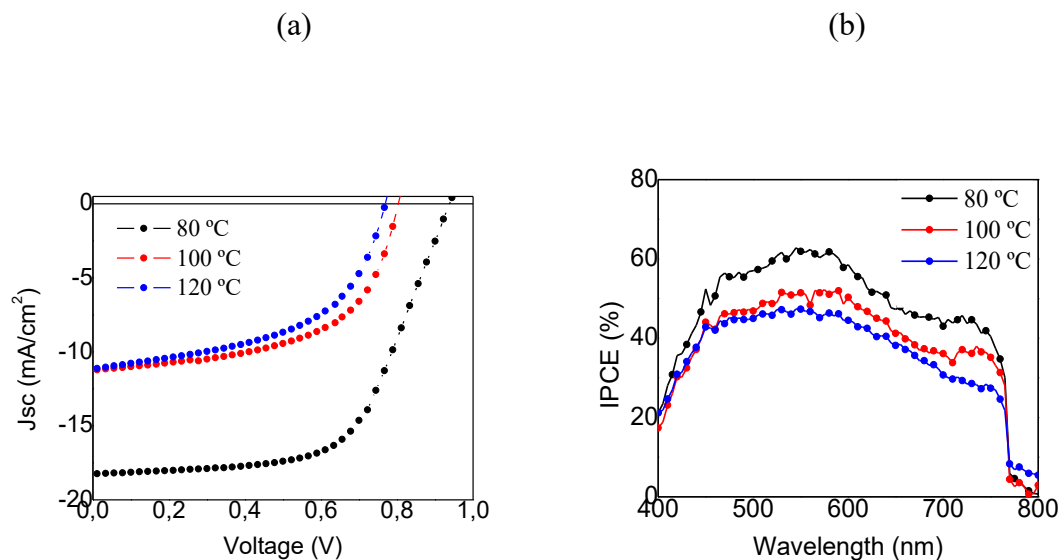 (a)
(b)
0
-5
-10
-15
-20
0,0
0,2
0,4
0,6
0,8
1,0
Jsc (mA/cm²)
Voltage (V)
80 ºC
100 ºC
120 ºC
80
60
40
20
0
400
500
600
700
800
IPCE (%)
Wavelength (nm)
80 ºC
100 ºC
120 ºC